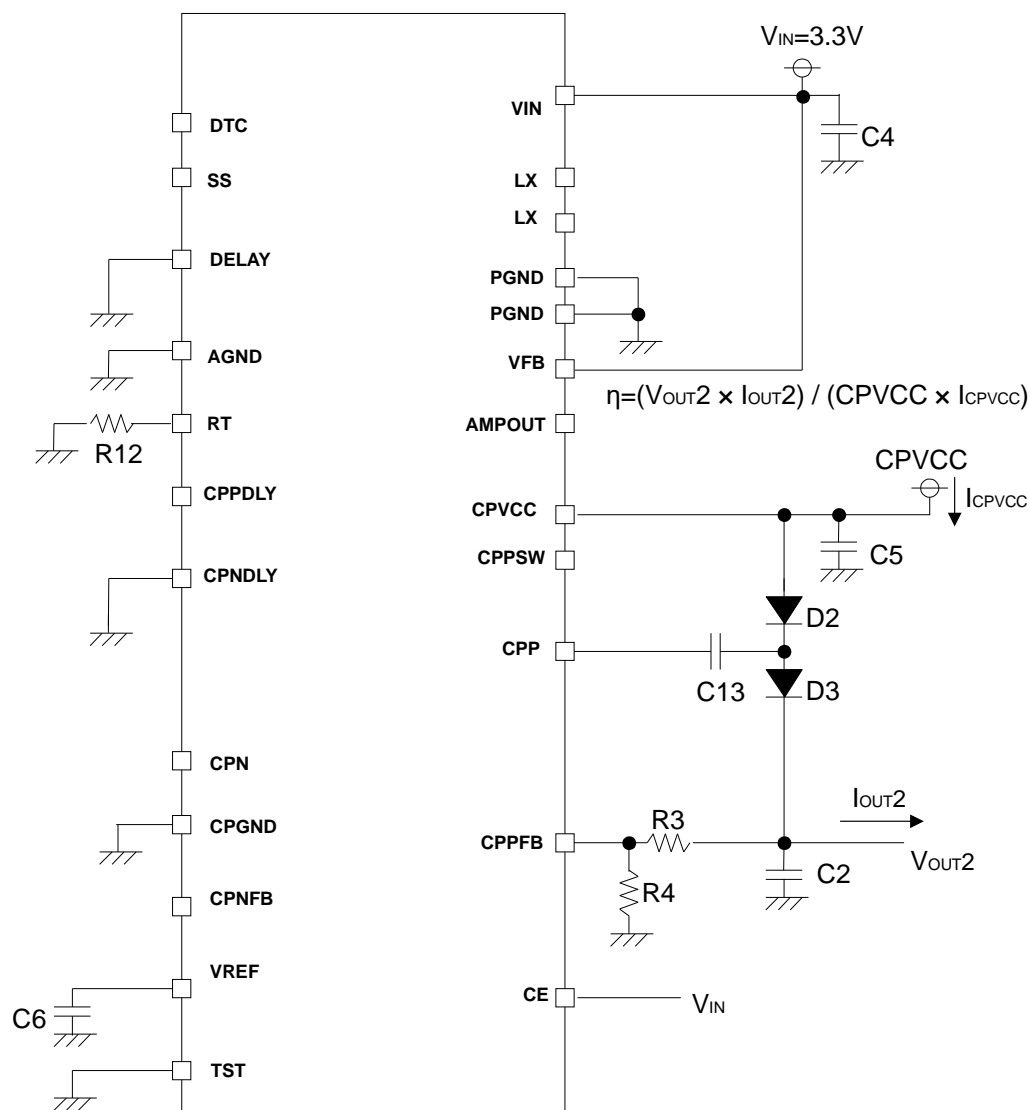 VIN=3.3V
VIN
C4
DTC
SS
LX
LX
DELAY
PGND
PGND
AGND
VFB
η=(VOUT2 × IOUT2) / (CPVCC × ICPVCC)
RT
R12
AMPOUT
CPVCC
ICPVCC
CPPDLY
CPVCC
C5
CPPSW
CPNDLY
D2
CPP
C13
D3
CPN
IOUT2
CPGND
CPPFB
R3
VOUT2
C2
R4
CPNFB
VREF
CE
VIN
C6
TST